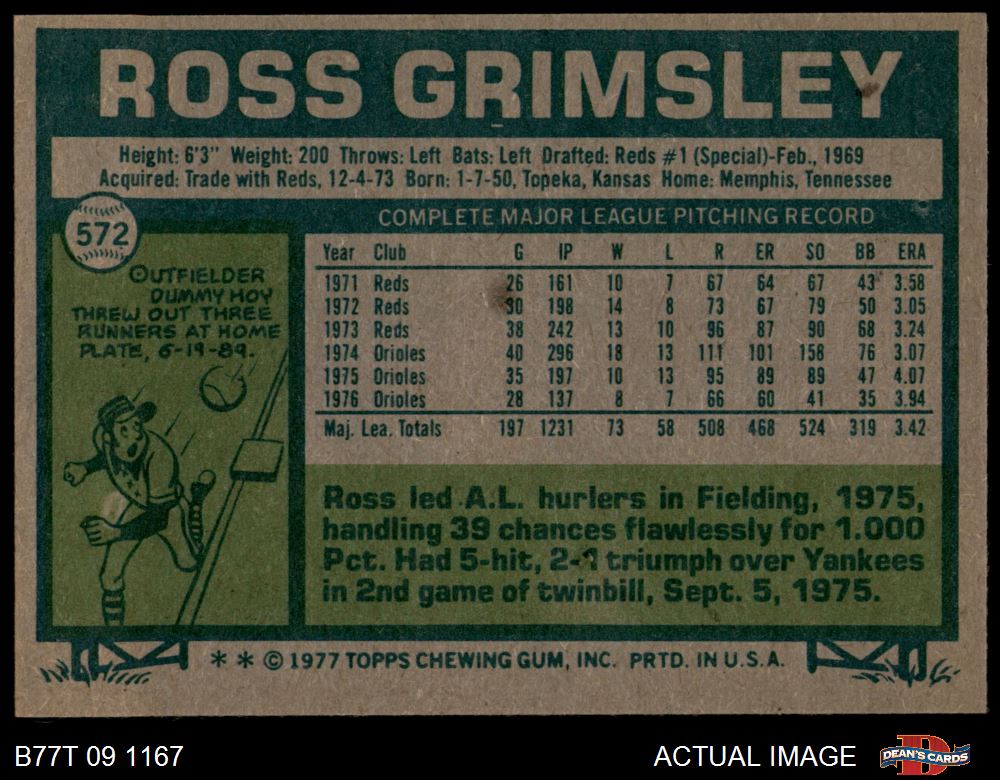 ROSS GRIMSLEY
Height: 6'3" Weight: 200 Throws: Left Bats: Left Drafted: Reds #1 (Special)-Feb., 1969
Acquired: Trade with Reds, 12-4-73 Born: 1-7-50, Topeka, Kansas Home: Memphis, Tennessee
572
OUTFIELDER
DUMMY HOY
THREW OUT THREE
RUNNERS AT HOME
PLATE, 6-19-89.
COMPLETE MAJOR LEAGUE PITCHING RECORD
Year Club G IP W L R ER SO BB ERA
1971 Reds 26 161 10 7 67 64 67 43 3.58
1972 Reds 30 198 14 8 73 67 79 50 3.05
1973 Reds 38 242 13 10 96 87 90 68 3.24
1974 Orioles 40 296 18 13 111 101 158 76 3.07
1975 Orioles 35 197 10 13 95 89 89 47 4.07
1976 Orioles 28 137 8 7 66 60 41 35 3.94
Maj. Lea. Totals 197 1231 73 58 508 468 524 319 3.42
Ross led A.L. hurlers in Fielding, 1975,
handling 39 chances flawlessly for 1.000
Pct. Had 5-hit, 2-1 triumph over Yankees
in 2nd game of twinbill, Sept. 5, 1975.
* * © 1977 TOPPS CHEWING GUM, INC. PRTD. IN U.S.A.
B77T 09 1167
ACTUAL IMAGE
DEAN'S CARDS